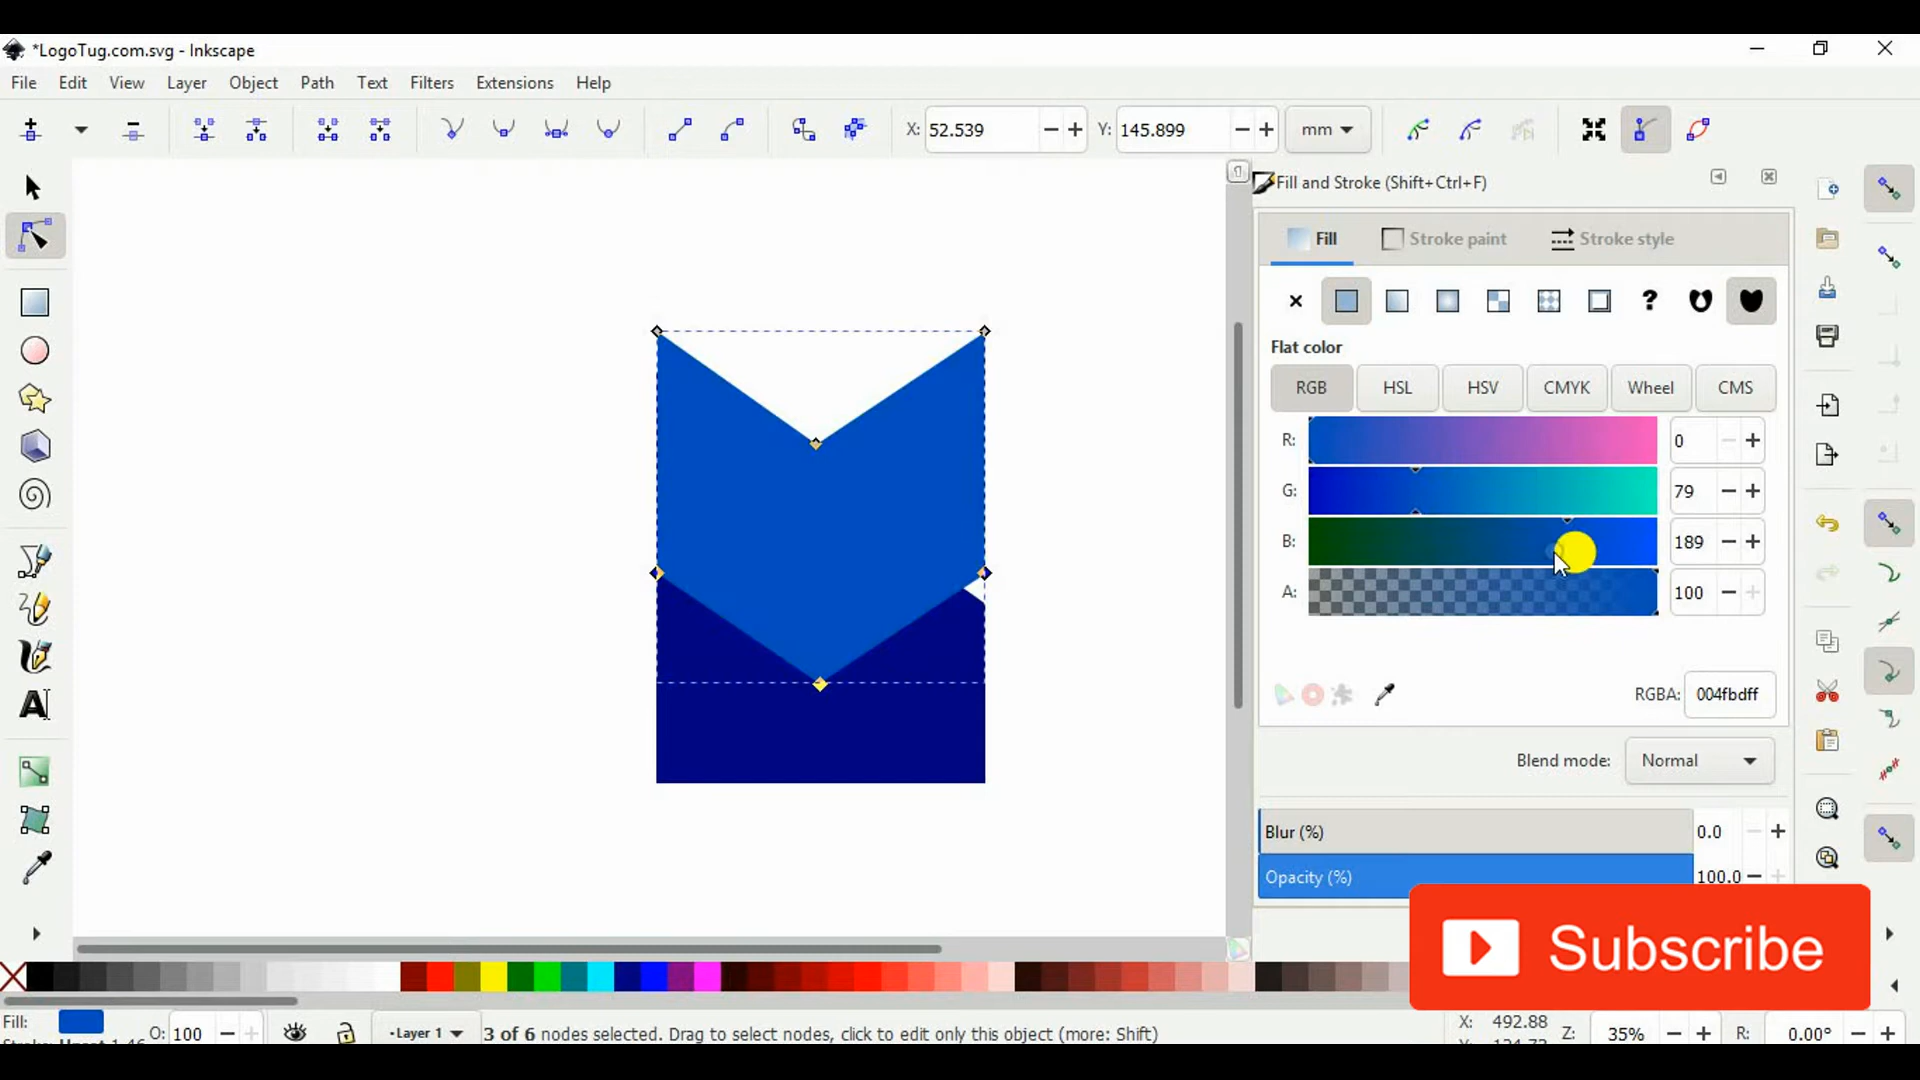 *LogoTug.com.svg - Inkscape
File Edit View Layer Object Path Text Filters Extensions Help
X: 52.539 Y: 145.899 mm
Fill and Stroke (Shift+Ctrl+F)
Fill Stroke paint Stroke style
Flat color
RGB HSL HSV CMYK Wheel CMS
R: 0
G: 79
B: 189
A: 100
RGBA: 004fbdff
Blend mode: Normal
Blur (%) 0.0
Opacity (%) 100.0
Subscribe
Fill: O: 100 Layer 1 3 of 6 nodes selected. Drag to select nodes, click to edit only this object (more: Shift) X: 492.88 Z: 35% R: 0.00°